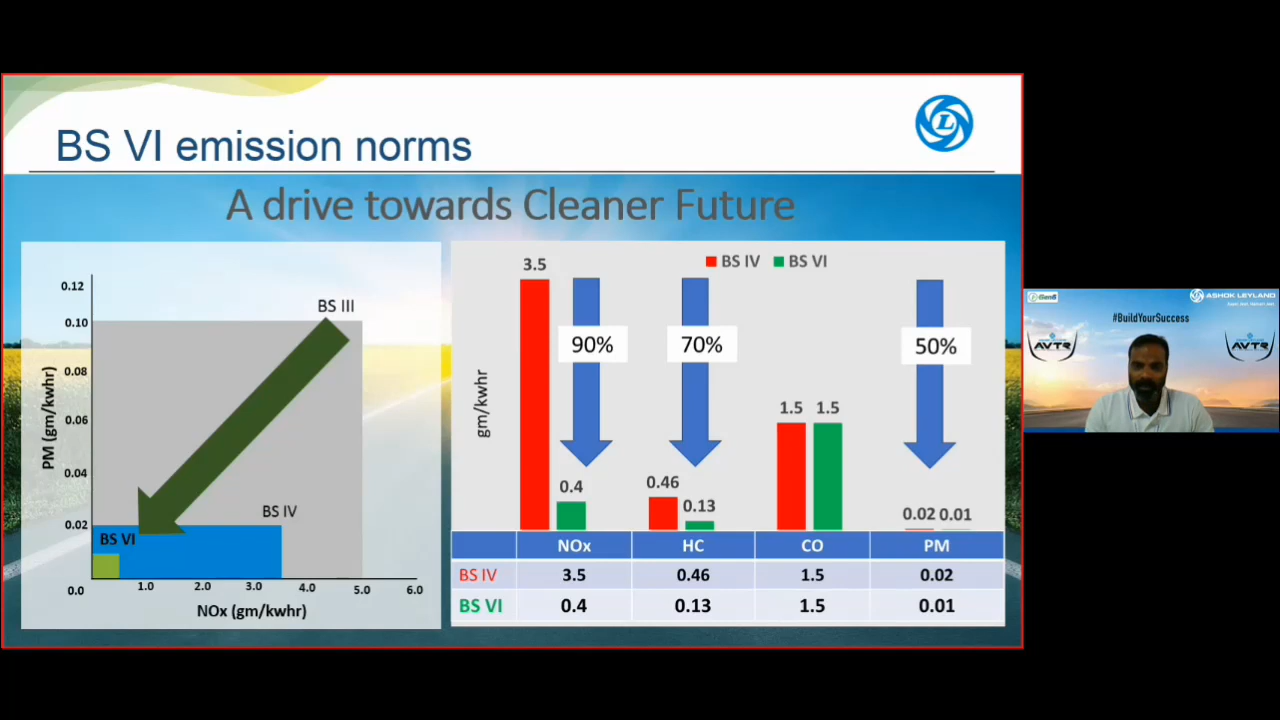 BS VI emission norms
A drive towards Cleaner Future
0.12
0.10
0.08
0.06
0.04
0.02
0.0
PM (gm/kwhr)
BS III
BS IV
BS VI
1.0 2.0 3.0 4.0 5.0 6.0
NOx (gm/kwhr)
BS IV BS VI
gm/kwhr
3.5
0.4
90%
0.46
0.13
70%
1.5 1.5
50%
0.02 0.01
NOx HC CO PM
BS IV 3.5 0.46 1.5 0.02
BS VI 0.4 0.13 1.5 0.01
ASHOK LEYLAND
#BuildYourSuccess
AVTR
AVTR